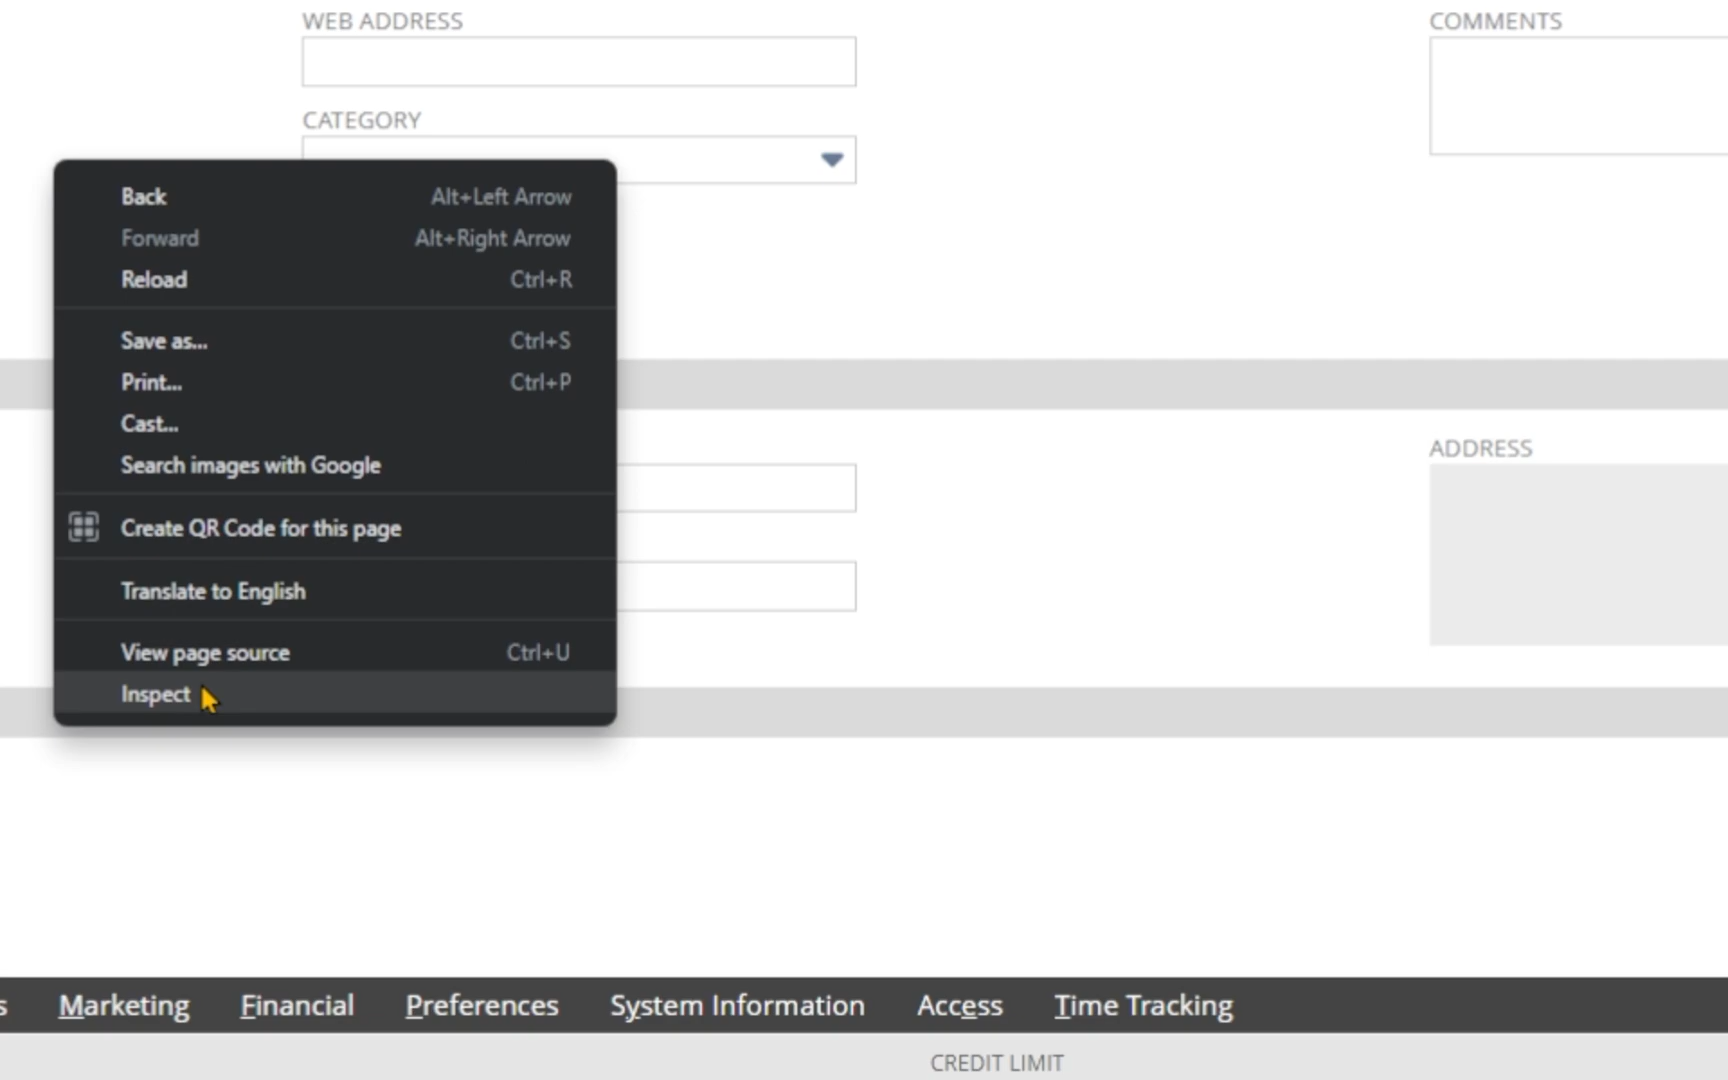 WEB ADDRESS
COMMENTS
CATEGORY
Back Alt+Left Arrow
Forward Alt+Right Arrow
Reload Ctrl+R
Save as... Ctrl+S
Print... Ctrl+P
Cast...
Search images with Google
ADDRESS
Create QR Code for this page
Translate to English
View page source Ctrl+U
Inspect
s Marketing Financial Preferences System Information Access Time Tracking
CREDIT LIMIT